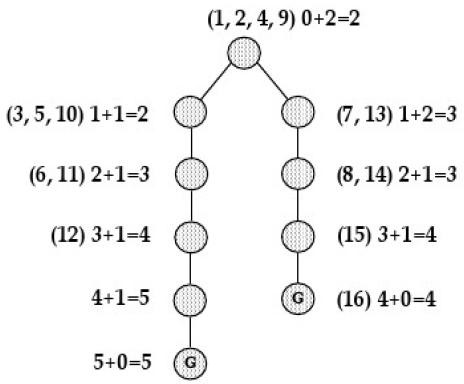 (1, 2, 4, 9) 0+2=2
(3, 5, 10) 1+1=2
(7, 13) 1+2=3
(6, 11) 2+1=3
(8, 14) 2+1=3
(12) 3+1=4
(15) 3+1=4
4+1=5
G
(16) 4+0=4
5+0=5
G